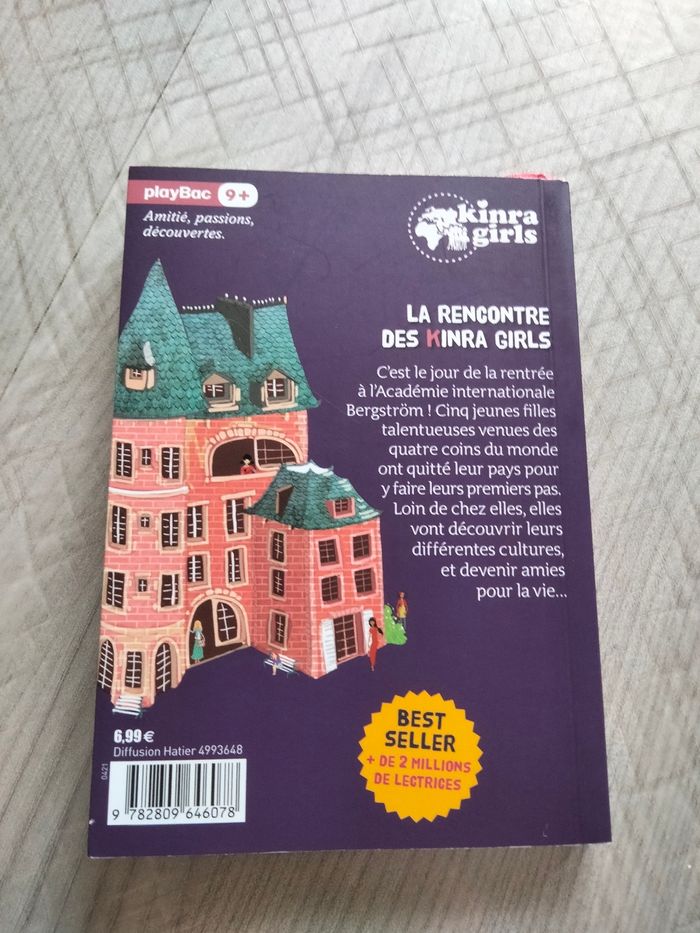 playBac 9+
Amitié, passions,
découvertes.
kinra
girls
LA RENCONTRE
DES KINRA GIRLS
C'est le jour de la rentrée
à l'Académie internationale
Bergström ! Cinq jeunes filles
talentueuses venues des
quatre coins du monde
ont quitté leur pays pour
y faire leurs premiers pas.
Loin de chez elles, elles
vont découvrir leurs
différentes cultures,
et devenir amies
pour la vie...
BEST
SELLER
+ DE 2 MILLIONS
DE LECTRICES
6,99 €
Diffusion Hatier 4993648
0421
9 782809 646078